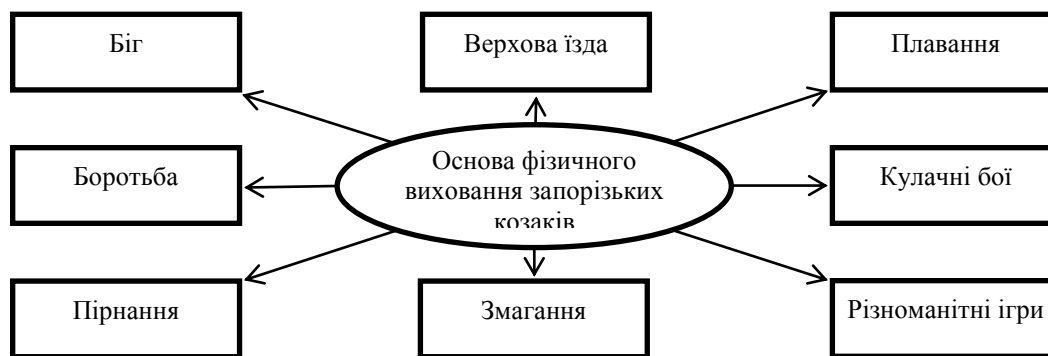 Біг
Верхова їзда
Плавання
Боротьба
Основа фізичного
виховання запорізьких
козаків
Кулачні бої
Пірнання
Змагання
Різноманітні ігри